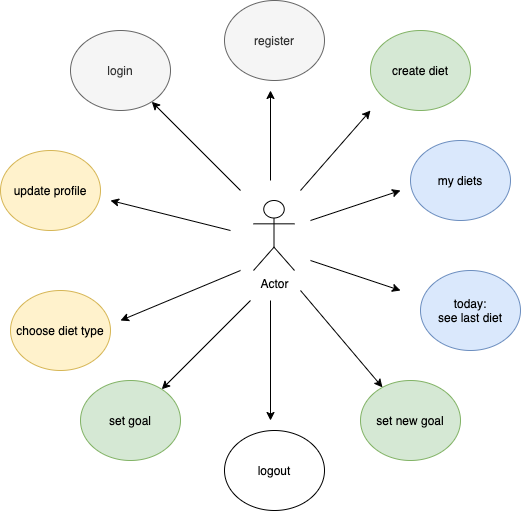 register
login
create diet
my diets
update profile
Actor
today:
see last diet
choose diet type
set goal
set new goal
logout